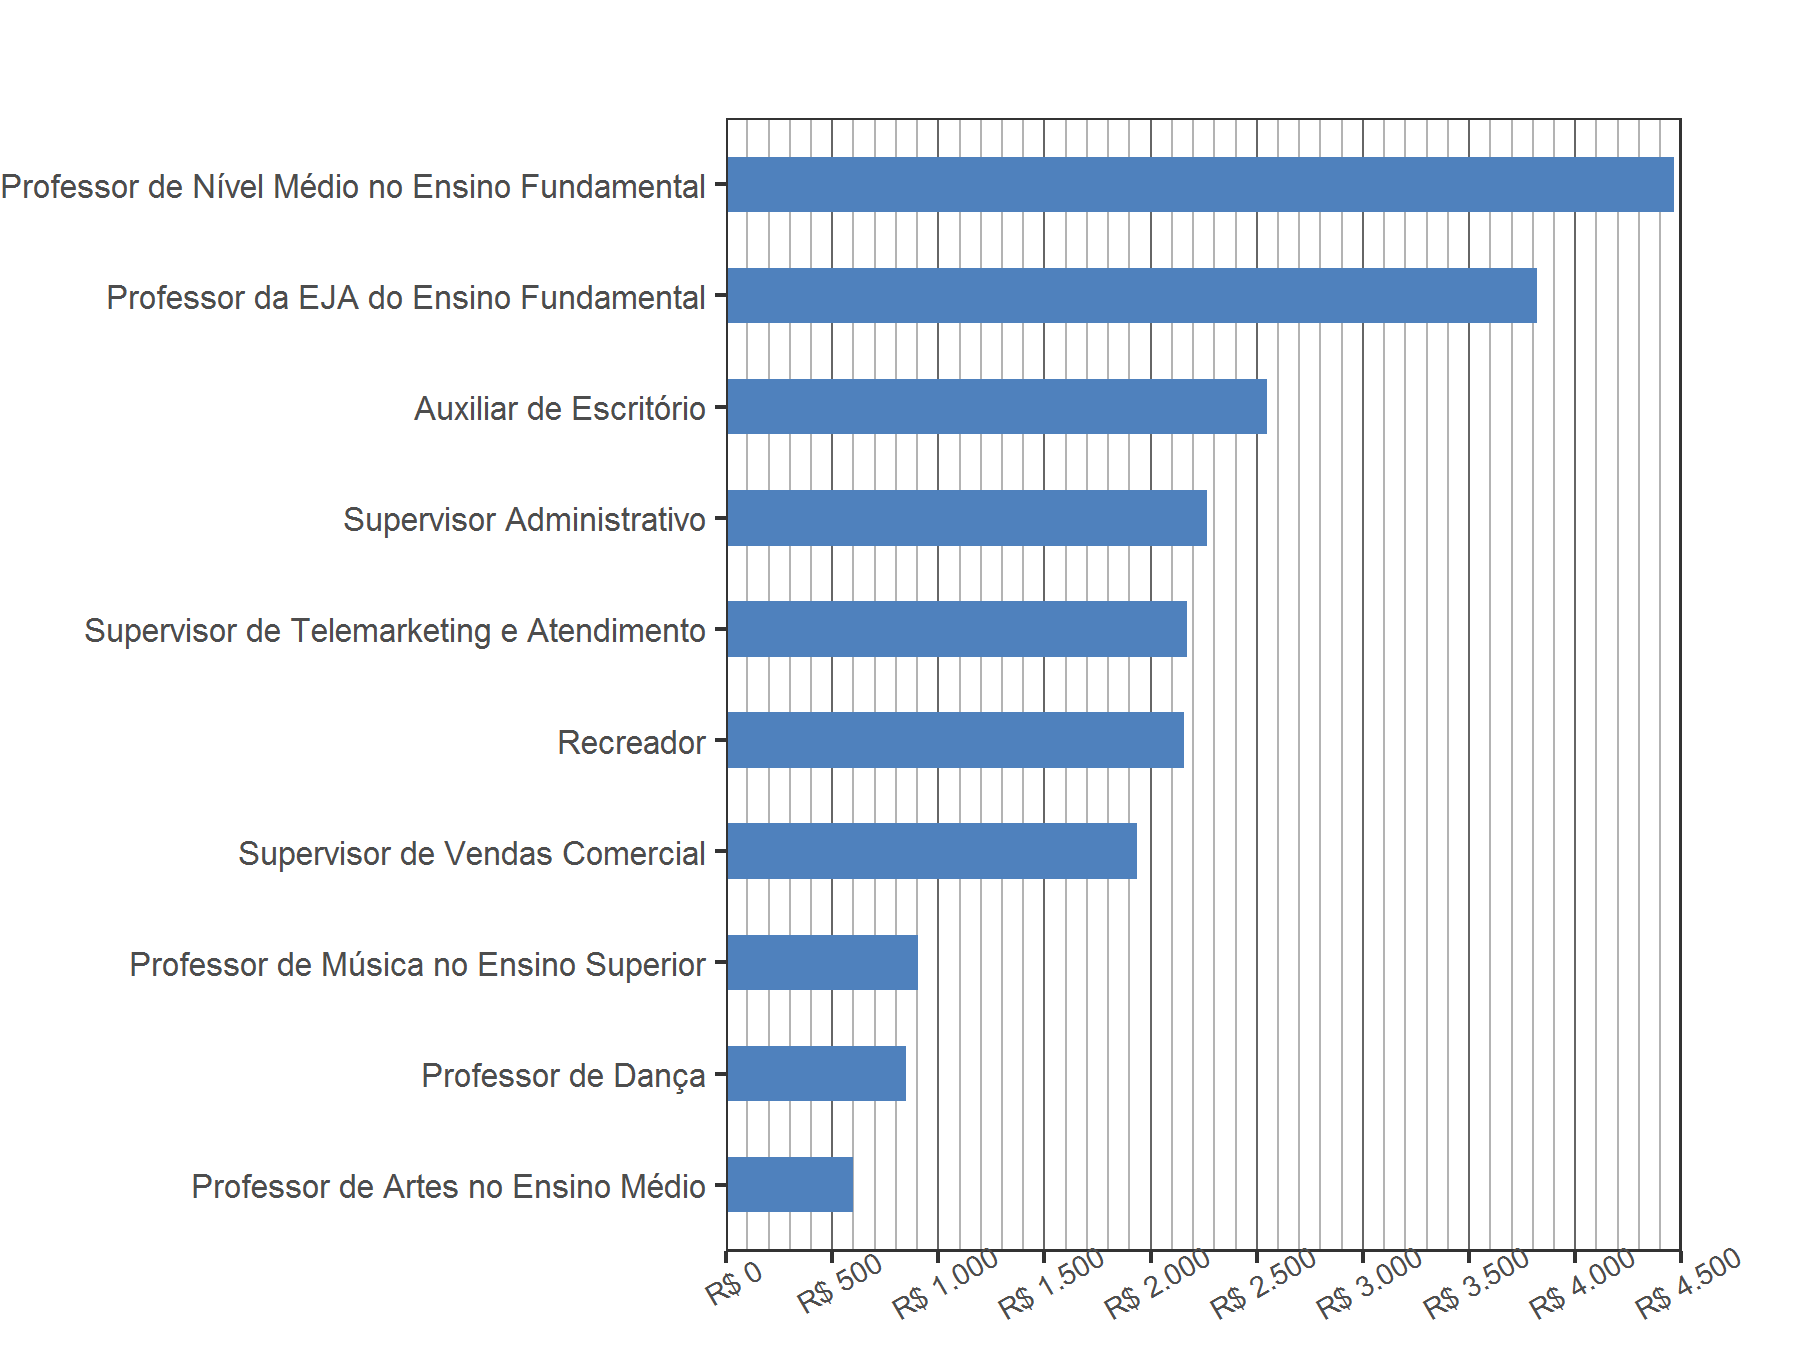 Professor de Nível Médio no Ensino Fundamental
Professor da EJA do Ensino Fundamental
Auxiliar de Escritório
Supervisor Administrativo
Supervisor de Telemarketing e Atendimento
Recreador
Supervisor de Vendas Comercial
Professor de Música no Ensino Superior
Professor de Dança
Professor de Artes no Ensino Médio
R$ 0
R$ 500
R$ 1.000
R$ 1.500
R$ 2.000
R$ 2.500
R$ 3.000
R$ 3.500
R$ 4.000
R$ 4.500